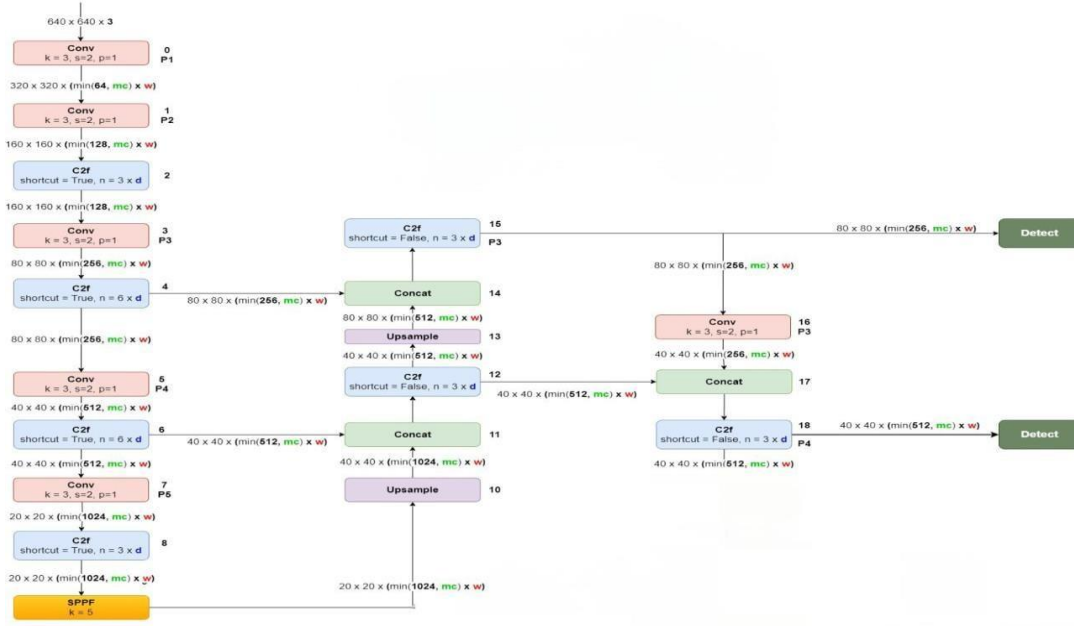 640 x 640 x 3
Conv
k = 3, s=2, p=1
0
P1
320 x 320 x (min(64, mc) x w)
Conv
k = 3, s=2, p=1
1
P2
160 x 160 x (min(128, mc) x w)
C2f
shortcut = True, n = 3 x d
2
160 x 160 x (min(128, mc) x w)
Conv
k = 3, s=2, p=1
3
P3
80 x 80 x (min(256, mc) x w)
C2f
shortcut = True, n = 6 x d
4
80 x 80 x (min(256, mc) x w)
80 x 80 x (min(256, mc) x w)
Conv
k = 3, s=2, p=1
5
P4
40 x 40 x (min(512, mc) x w)
C2f
shortcut = True, n = 6 x d
6
40 x 40 x (min(512, mc) x w)
40 x 40 x (min(512, mc) x w)
Conv
k = 3, s=2, p=1
7
P5
20 x 20 x (min(1024, mc) x w)
C2f
shortcut = True, n = 3 x d
8
20 x 20 x (min(1024, mc) x w)
SPPF
k = 5
C2f
shortcut = False, n = 3 x d
15
P3
Concat
14
80 x 80 x (min(512, mc) x w)
Upsample
13
40 x 40 x (min(512, mc) x w)
C2f
shortcut = False, n = 3 x d
12
40 x 40 x (min(512, mc) x w)
Concat
11
40 x 40 x (min(1024, mc) x w)
Upsample
10
20 x 20 x (min(1024, mc) x w)
80 x 80 x (min(256, mc) x w)
Detect
80 x 80 x (min(256, mc) x w)
Conv
k = 3, s=2, p=1
16
P3
40 x 40 x (min(256, mc) x w)
Concat
17
C2f
shortcut = False, n = 3 x d
18
P4
40 x 40 x (min(512, mc) x w)
Detect
40 x 40 x (min(512, mc) x w)